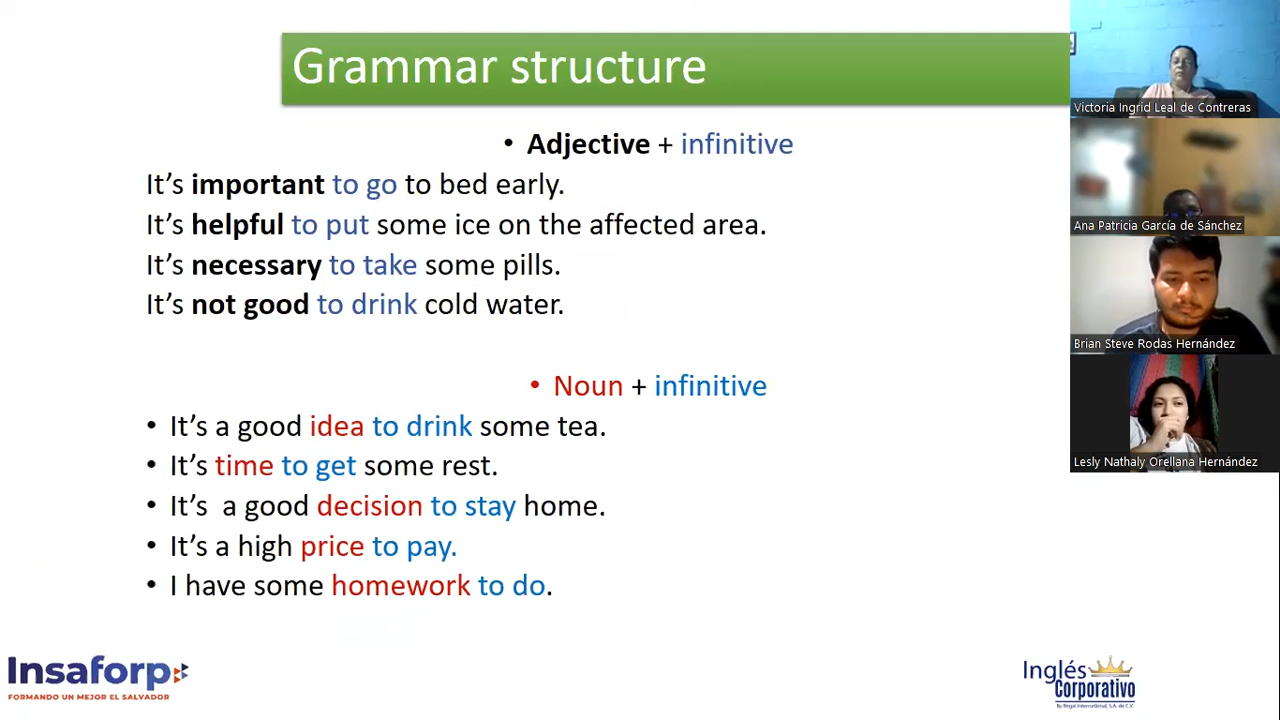 Grammar structure
• Adjective + infinitive
It's important to go to bed early.
It's helpful to put some ice on the affected area.
It's necessary to take some pills.
It's not good to drink cold water.
• Noun + infinitive
• It's a good idea to drink some tea.
• It's time to get some rest.
• It's a good decision to stay home.
• It's a high price to pay.
• I have some homework to do.
Victoria Ingrid Leal de Contreras
Ana Patricia García de Sánchez
Brian Steve Rodas Hernández
Lesly Nathaly Orellana Hernández
Insaforp
FORMANDO UN MEJOR EL SALVADOR
Inglés
Corporativo
By Regal International, S.A. de C.V.